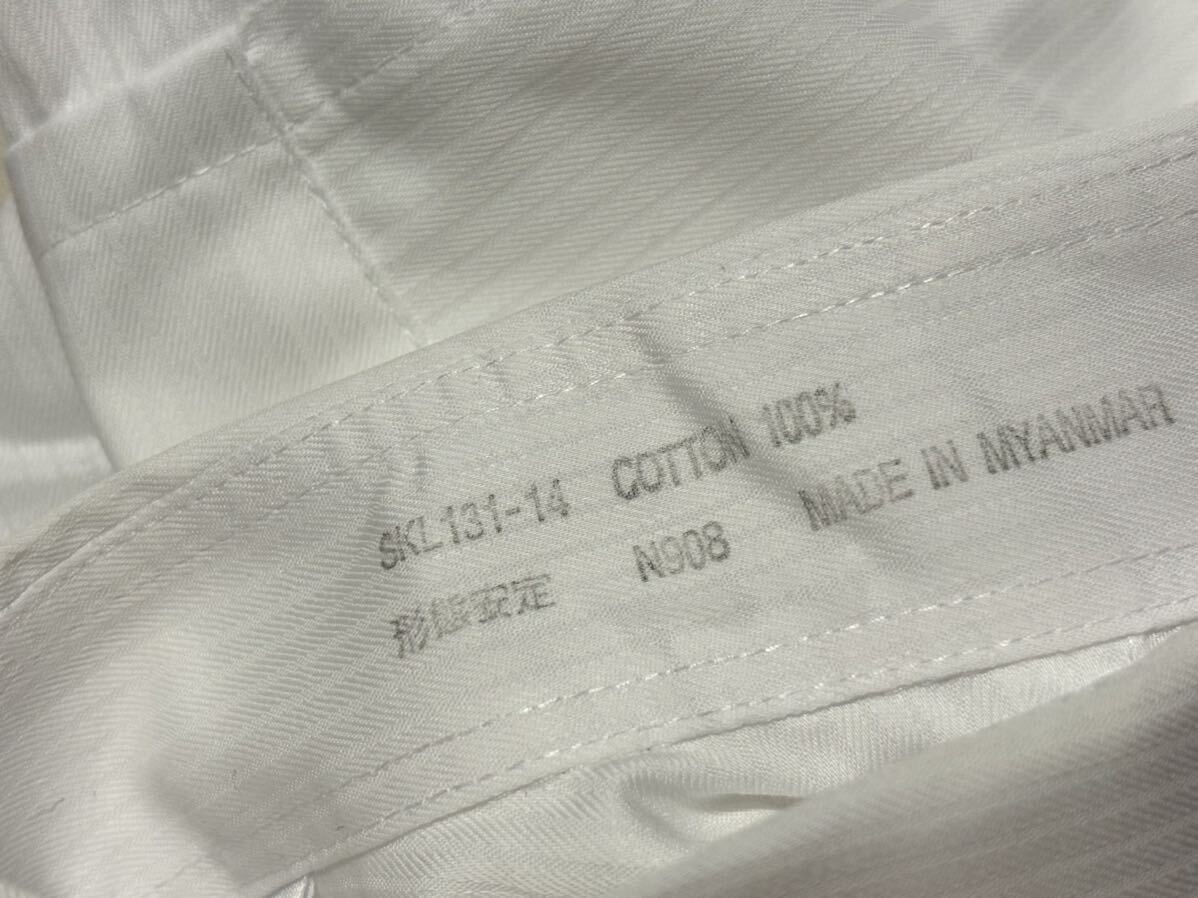 SKL131-14 COTTON 100%
形態安定 N908 MADE IN MYANMAR